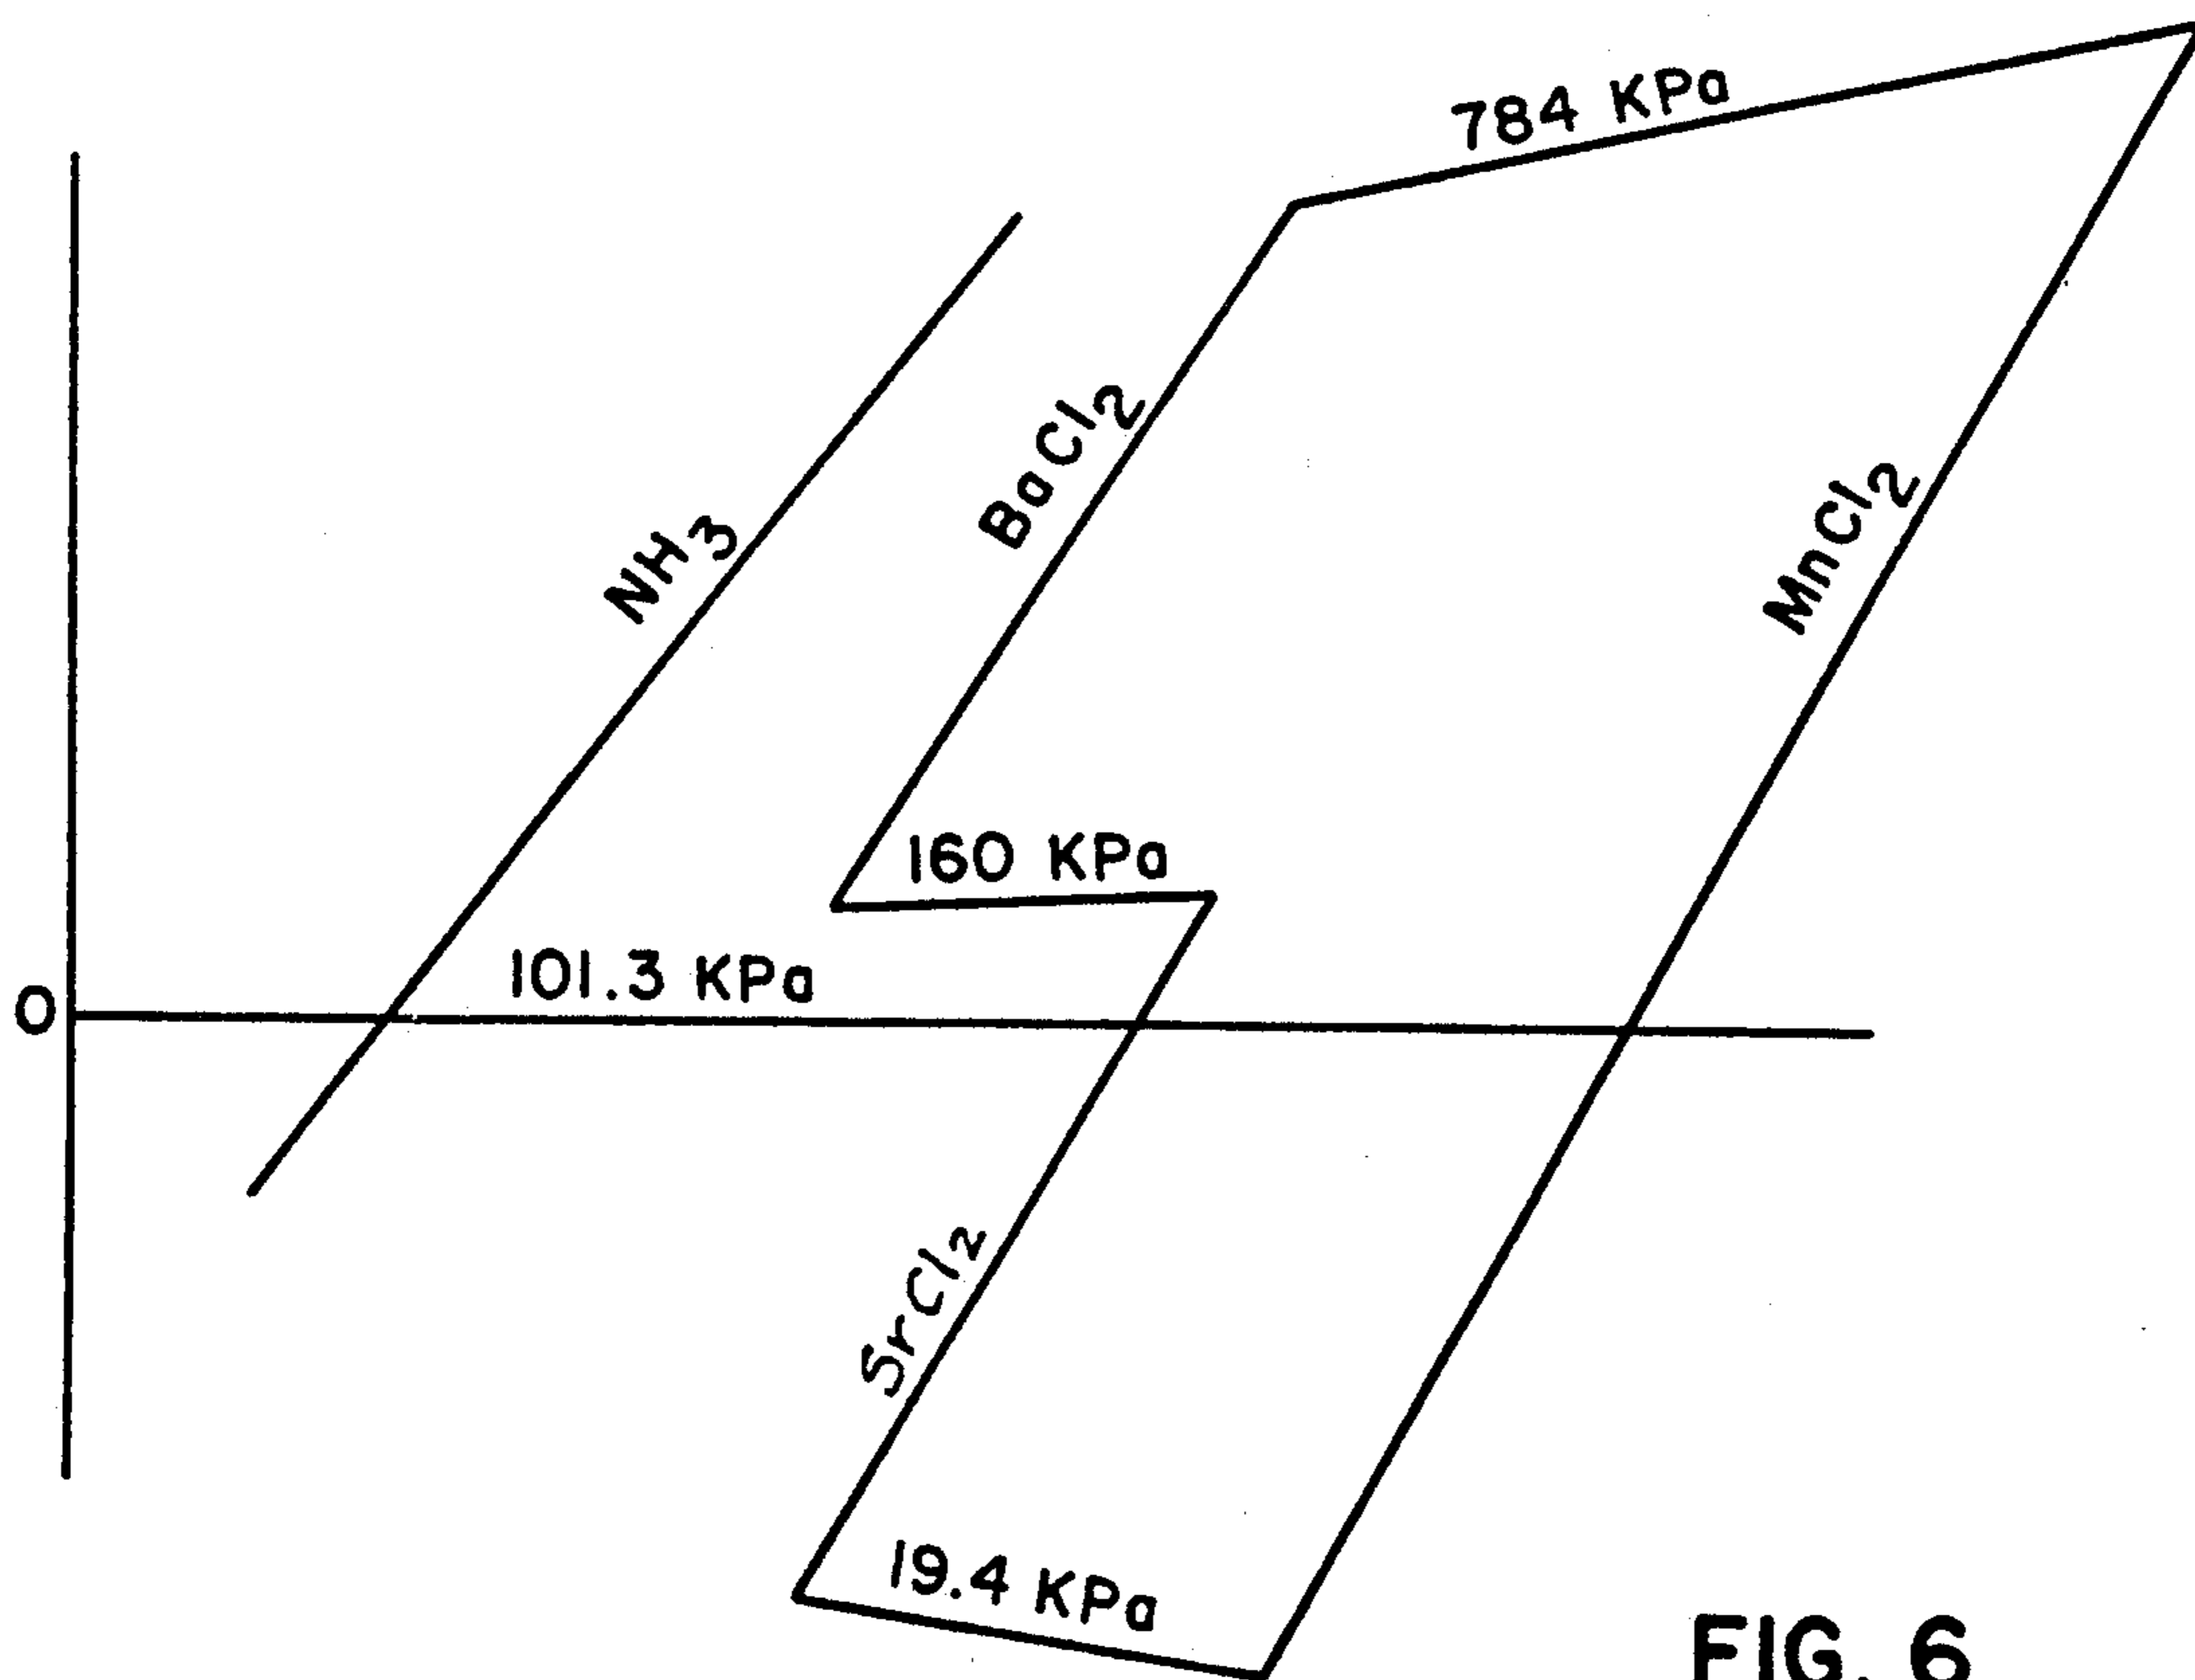 784 KPa
BaCl2
MnCl2
NH3
160 KPa
101.3 KPa
0
SrCl2
19.4 KPa
FIG. 6